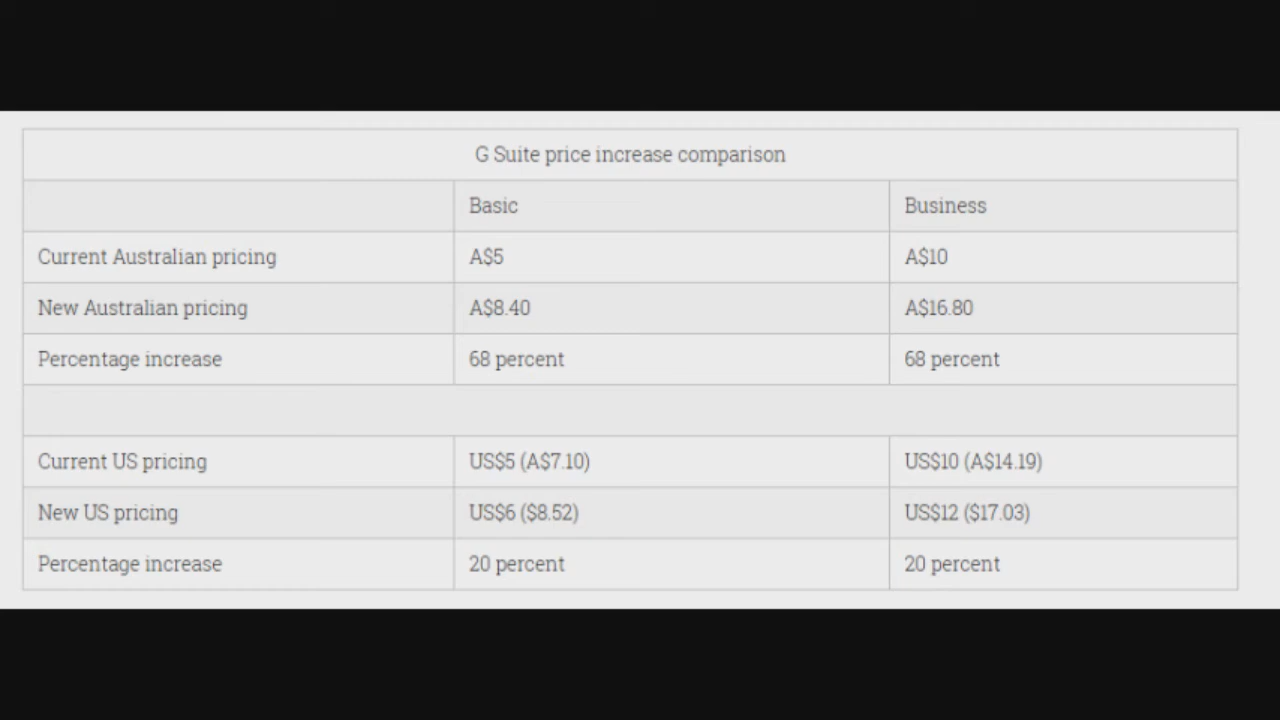 G Suite price increase comparison
Basic Business
Current Australian pricing A$5 A$10
New Australian pricing A$8.40 A$16.80
Percentage increase 68 percent 68 percent
Current US pricing US$5 (A$7.10) US$10 (A$14.19)
New US pricing US$6 ($8.52) US$12 ($17.03)
Percentage increase 20 percent 20 percent